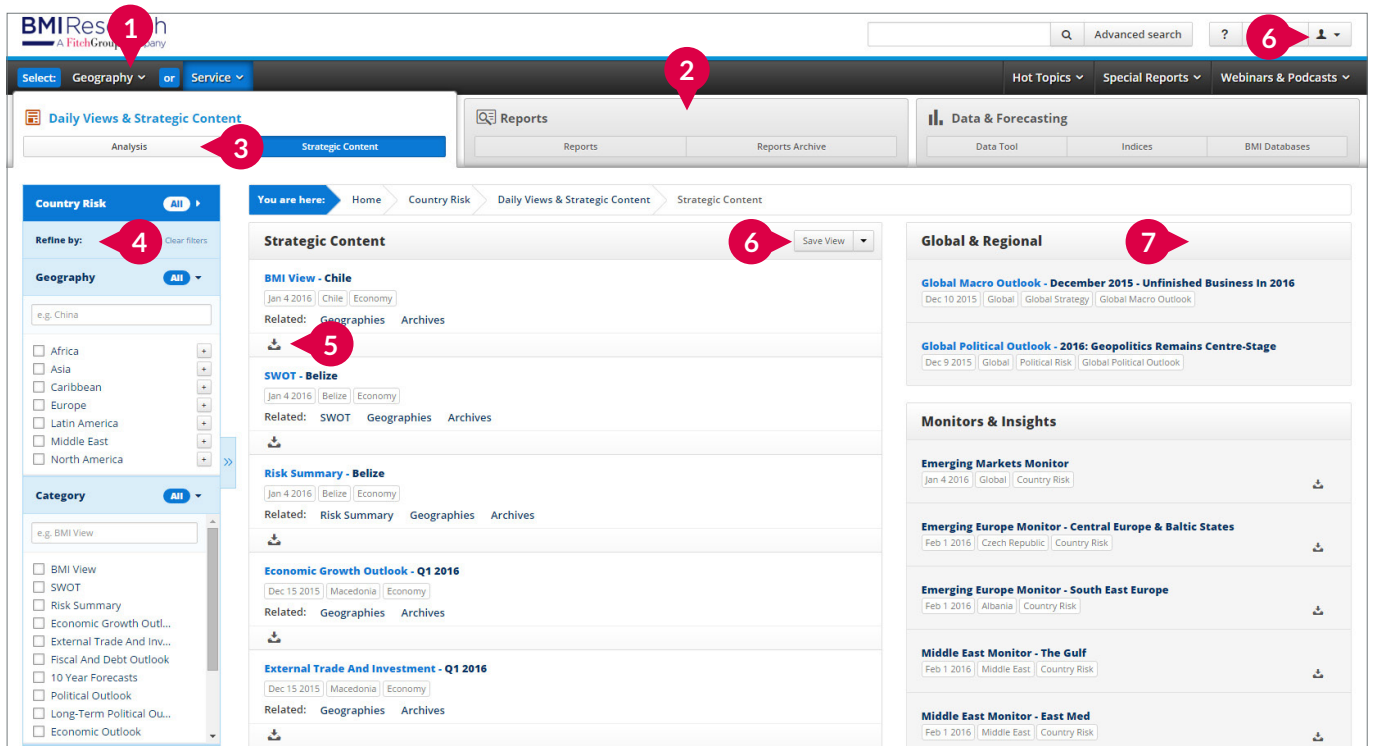 BMIRes h
A FitchGrou pany
1
Advanced search
?
6
Select: Geography or Service
2
Hot Topics Special Reports Webinars & Podcasts
Daily Views & Strategic Content
Analysis
3
Strategic Content
Reports
Reports Reports Archive
Data & Forecasting
Data Tool Indices BMI Databases
Country Risk All
Refine by:
4
Clear filters
Geography All
e.g. China
Africa +
Asia +
Caribbean +
Europe +
Latin America +
Middle East +
North America +
»
Category All
e.g. BMI View
BMI View
SWOT
Risk Summary
Economic Growth Outl...
External Trade And Inv...
Fiscal And Debt Outlook
10 Year Forecasts
Political Outlook
Long-Term Political Ou...
Economic Outlook
You are here: Home Country Risk Daily Views & Strategic Content Strategic Content
Strategic Content
6
Save View
BMI View - Chile
Jan 4 2016 Chile Economy
Related: Geographies Archives
5
SWOT - Belize
Jan 4 2016 Belize Economy
Related: SWOT Geographies Archives
Risk Summary - Belize
Jan 4 2016 Belize Economy
Related: Risk Summary Geographies Archives
Economic Growth Outlook - Q1 2016
Dec 15 2015 Macedonia Economy
Related: Geographies Archives
External Trade And Investment - Q1 2016
Dec 15 2015 Macedonia Economy
Related: Geographies Archives
Global & Regional
7
Global Macro Outlook - December 2015 - Unfinished Business In 2016
Dec 10 2015 Global Global Strategy Global Macro Outlook
Global Political Outlook - 2016: Geopolitics Remains Centre-Stage
Dec 9 2015 Global Political Risk Global Political Outlook
Monitors & Insights
Emerging Markets Monitor
Jan 4 2016 Global Country Risk
Emerging Europe Monitor - Central Europe & Baltic States
Feb 1 2016 Czech Republic Country Risk
Emerging Europe Monitor - South East Europe
Feb 1 2016 Albania Country Risk
Middle East Monitor - The Gulf
Feb 1 2016 Middle East Country Risk
Middle East Monitor - East Med
Feb 1 2016 Middle East Country Risk